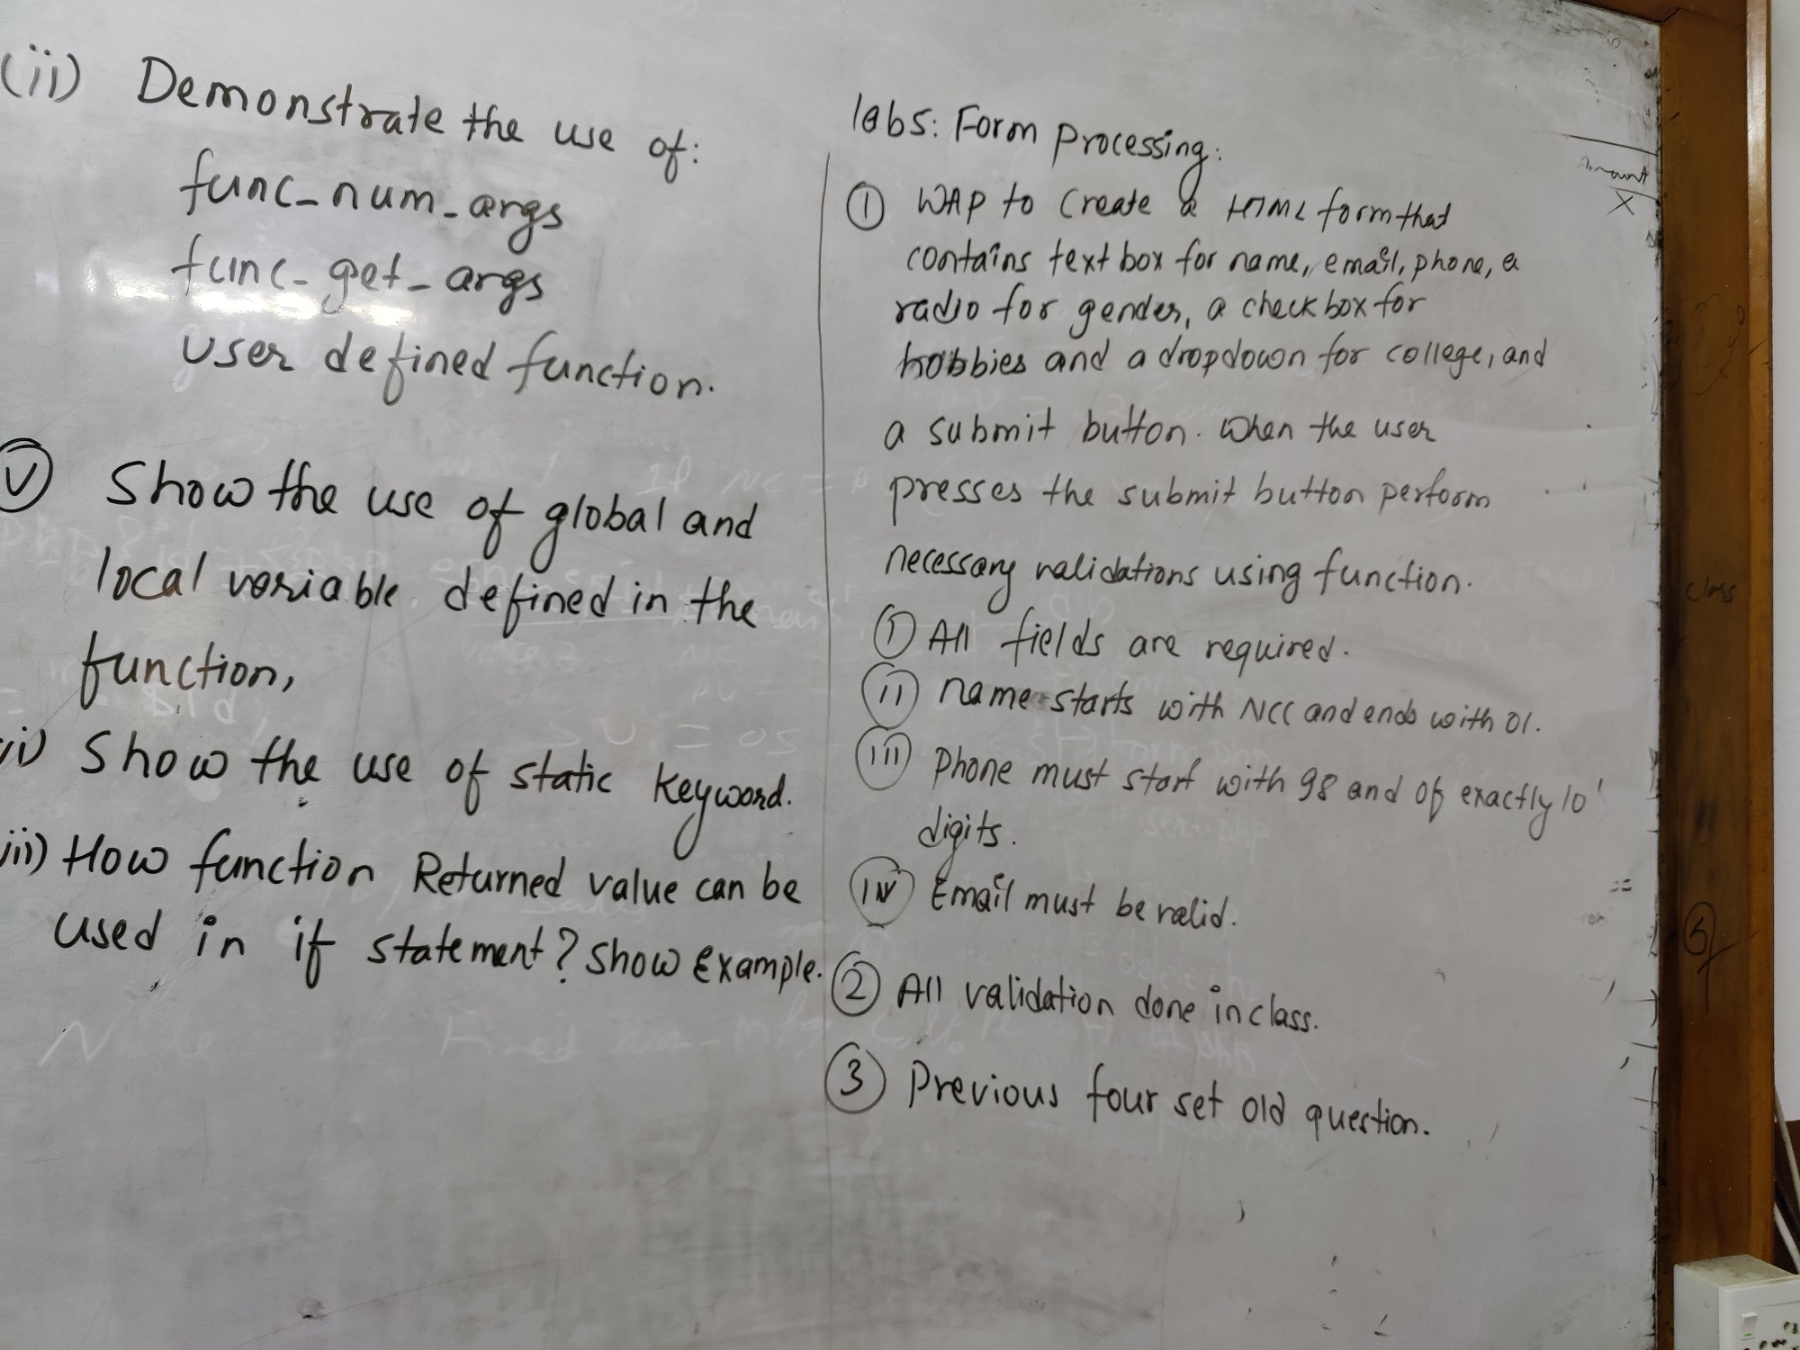 (ii) Demonstrate the use of:
func_num_args
func_get_args
user defined function.
(v) Show the use of global and
local variable defined in the
function,
vi) Show the use of static keyword.
iii) How function Returned value can be
used in if statement? Show Example.
lab5: Form Processing:
(1) WAP to create a HTML form that
contains text box for name, email, phone, a
radio for gender, a check box for
hobbies and a dropdown for college, and
a submit button. When the user
presses the submit button perform
necessary validations using function.
(i) All fields are required.
(ii) name starts with NCC and ends with 01.
(iii) Phone must start with 98 and of exactly 10
digits.
(iv) Email must be valid.
(2) All validation done in class.
(3) Previous four set old question.
class